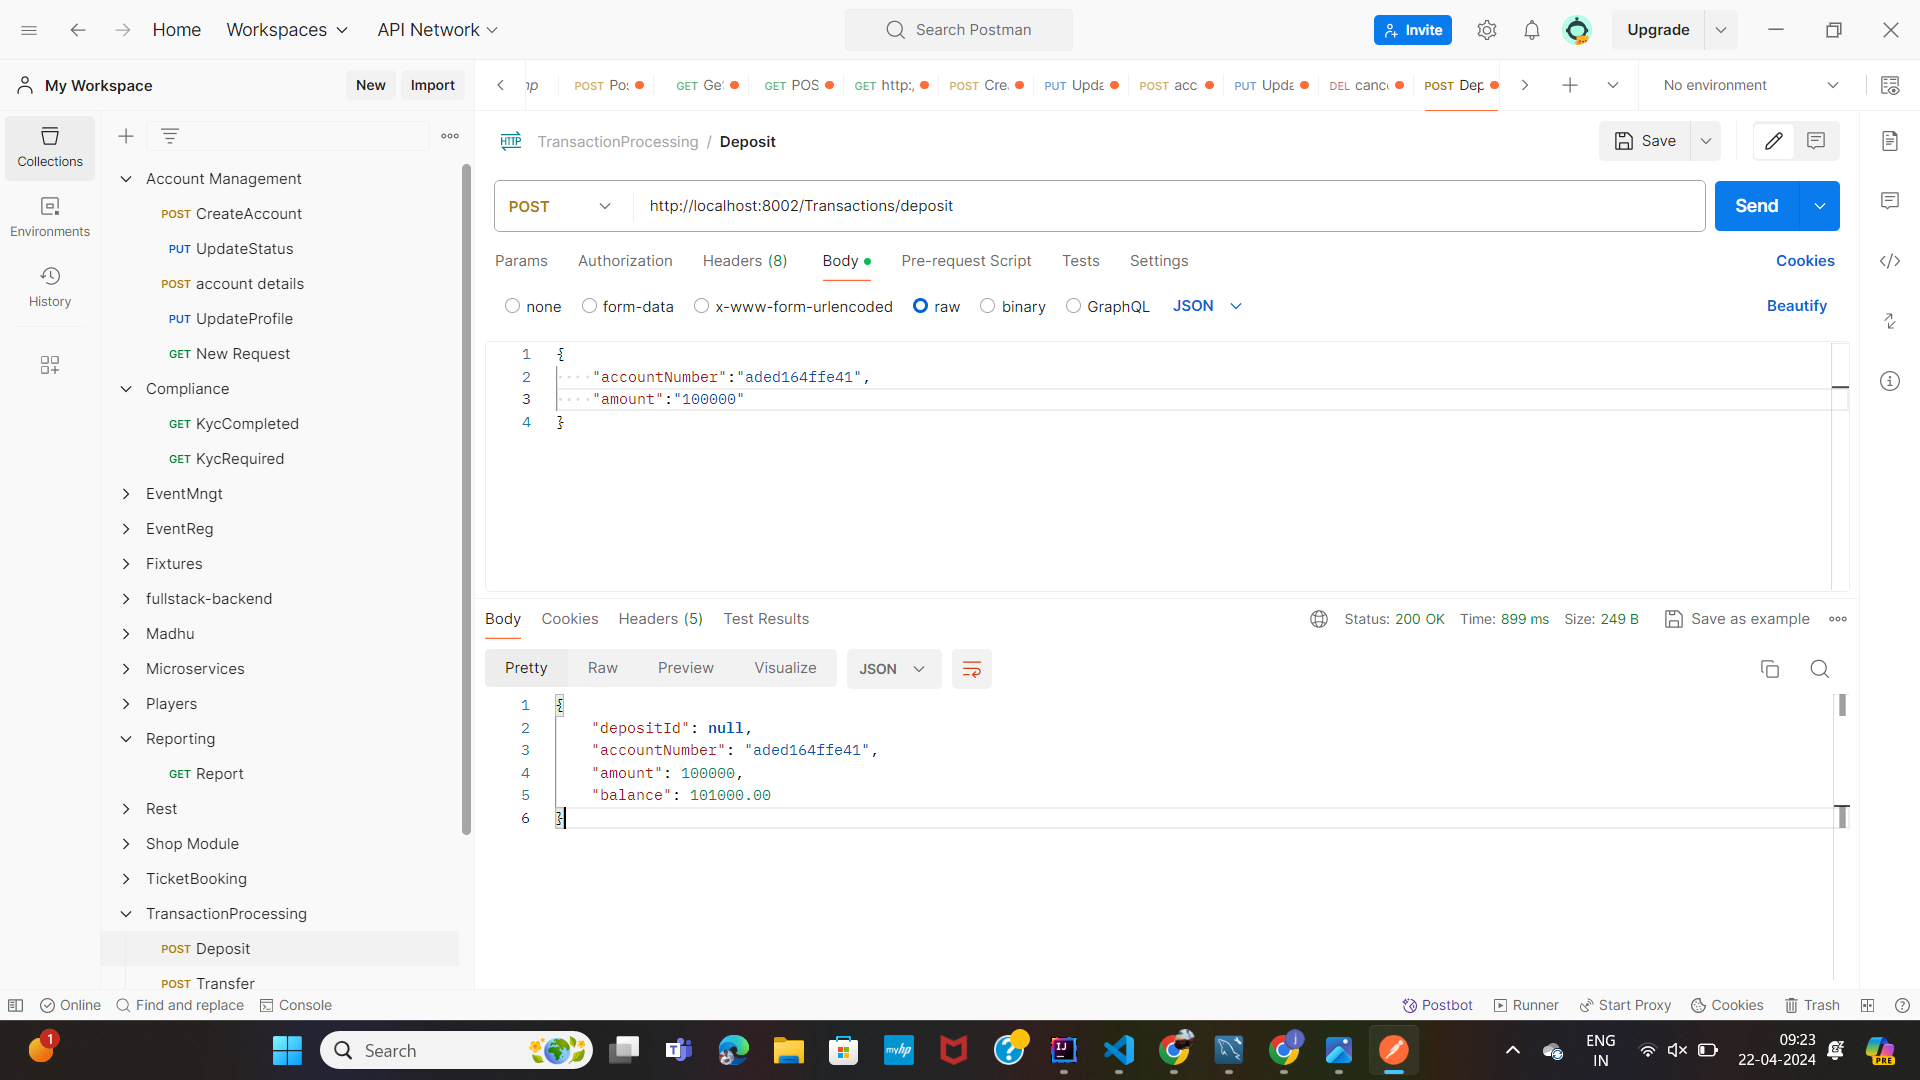 Home Workspaces API Network Search Postman Invite Upgrade
My Workspace New Import POST Pos GET Get GET POS GET http:, POST Cre PUT Upda POST acc PUT Upda DEL canc POST Dep No environment
Collections
Environments
History
Account Management
POST CreateAccount
PUT UpdateStatus
POST account details
PUT UpdateProfile
GET New Request
Compliance
GET KycCompleted
GET KycRequired
EventMngt
EventReg
Fixtures
fullstack-backend
Madhu
Microservices
Players
Reporting
GET Report
Rest
Shop Module
TicketBooking
TransactionProcessing
POST Deposit
POST Transfer
HTTP TransactionProcessing / Deposit Save
POST http://localhost:8002/Transactions/deposit Send
Params Authorization Headers (8) Body Pre-request Script Tests Settings Cookies
none form-data x-www-form-urlencoded raw binary GraphQL JSON Beautify
1 {
2 "accountNumber":"aded164ffe41",
3 "amount":"100000"
4 }
Body Cookies Headers (5) Test Results Status: 200 OK Time: 899 ms Size: 249 B Save as example
Pretty Raw Preview Visualize JSON
1 {
2 "depositId": null,
3 "accountNumber": "aded164ffe41",
4 "amount": 100000,
5 "balance": 101000.00
6 }
Online Find and replace Console Postbot Runner Start Proxy Cookies Trash
1 Search myhp ENG 09:23
IN 22-04-2024 PRE